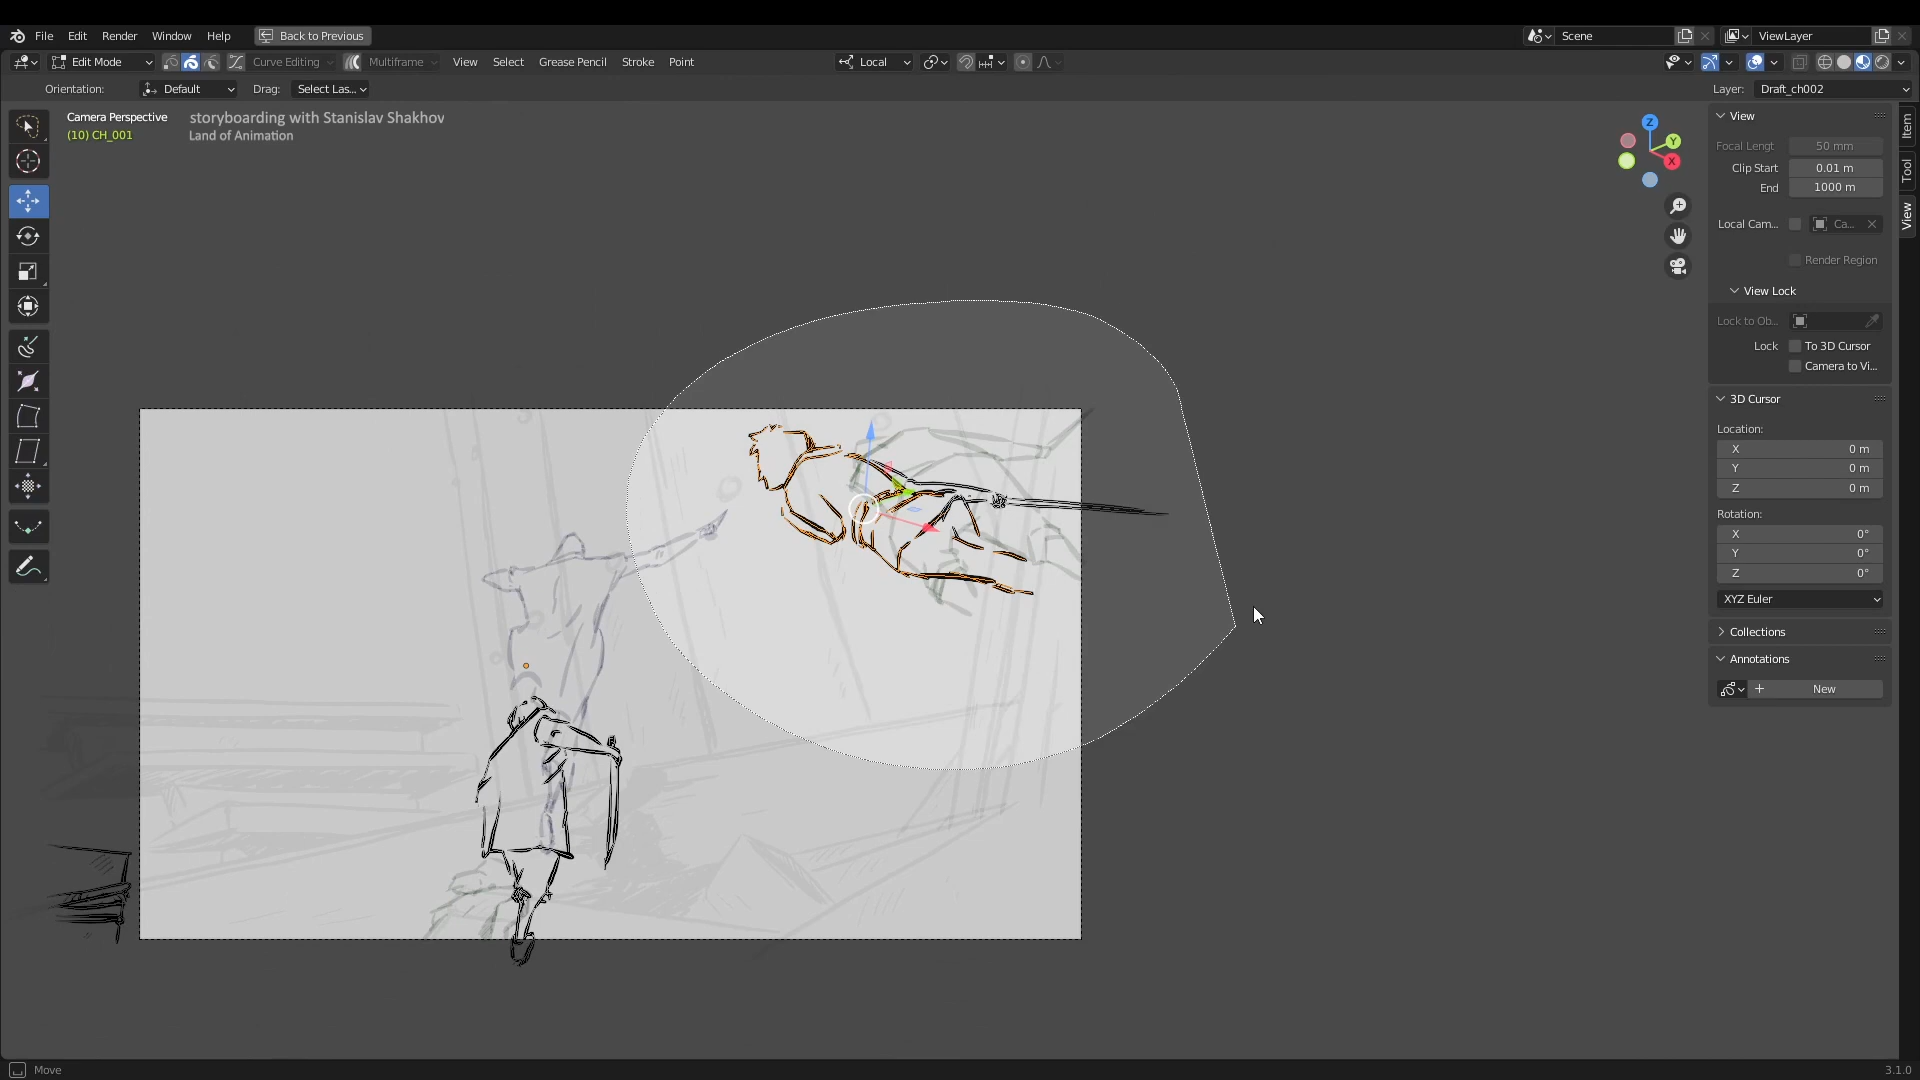 File Edit Render Window Help Back to Previous Scene ViewLayer
Edit Mode Curve Editing Multiframe View Select Grease Pencil Stroke Point Local
Orientation: Default Drag: Select Las... Layer: Draft_ch002
Camera Perspective
(10) CH_001
storyboarding with Stanislav Shakhov
Land of Animation
Z
Y
X
View
Focal Lengt 50 mm
Clip Start 0.01 m
End 1000 m
Local Cam... Ca...
Render Region
View Lock
Lock to Ob...
Lock To 3D Cursor
Camera to Vi...
3D Cursor
Location:
X 0 m
Y 0 m
Z 0 m
Rotation:
X 0°
Y 0°
Z 0°
XYZ Euler
Collections
Annotations
New
Item
Tool
View
Move
3.1.0